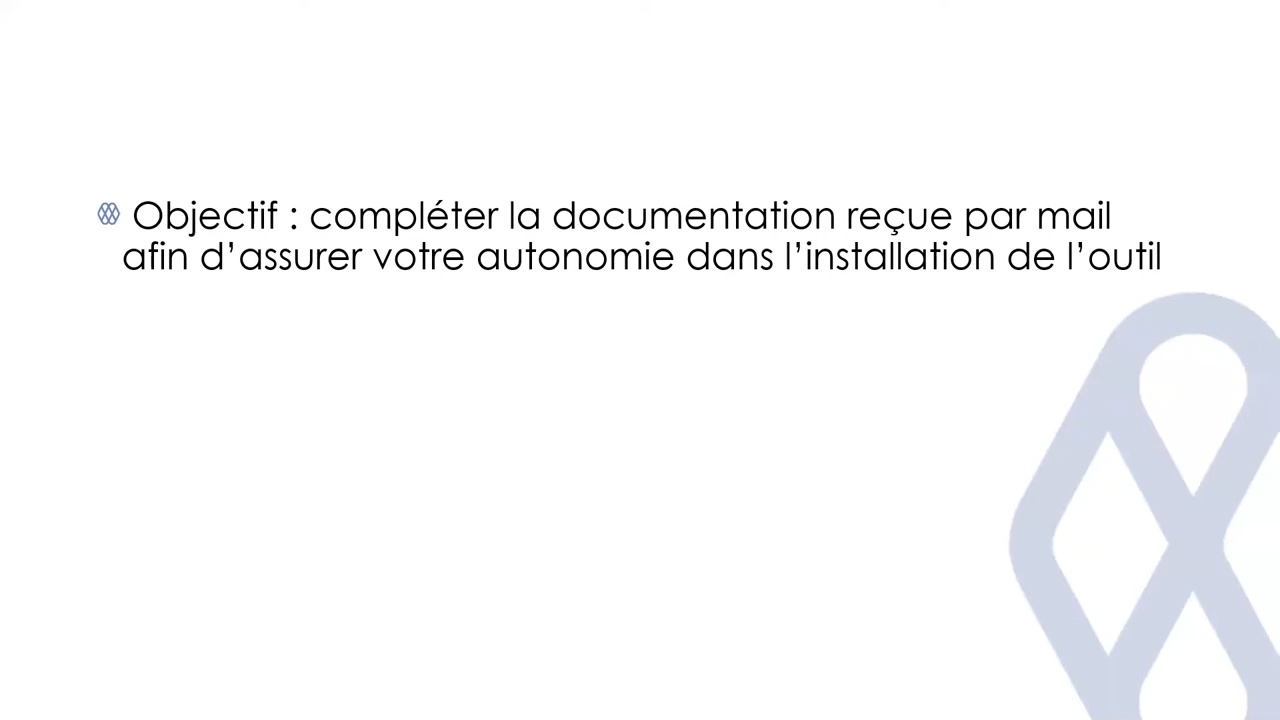 Objectif : compléter la documentation reçue par mail
afin d’assurer votre autonomie dans l’installation de l’outil